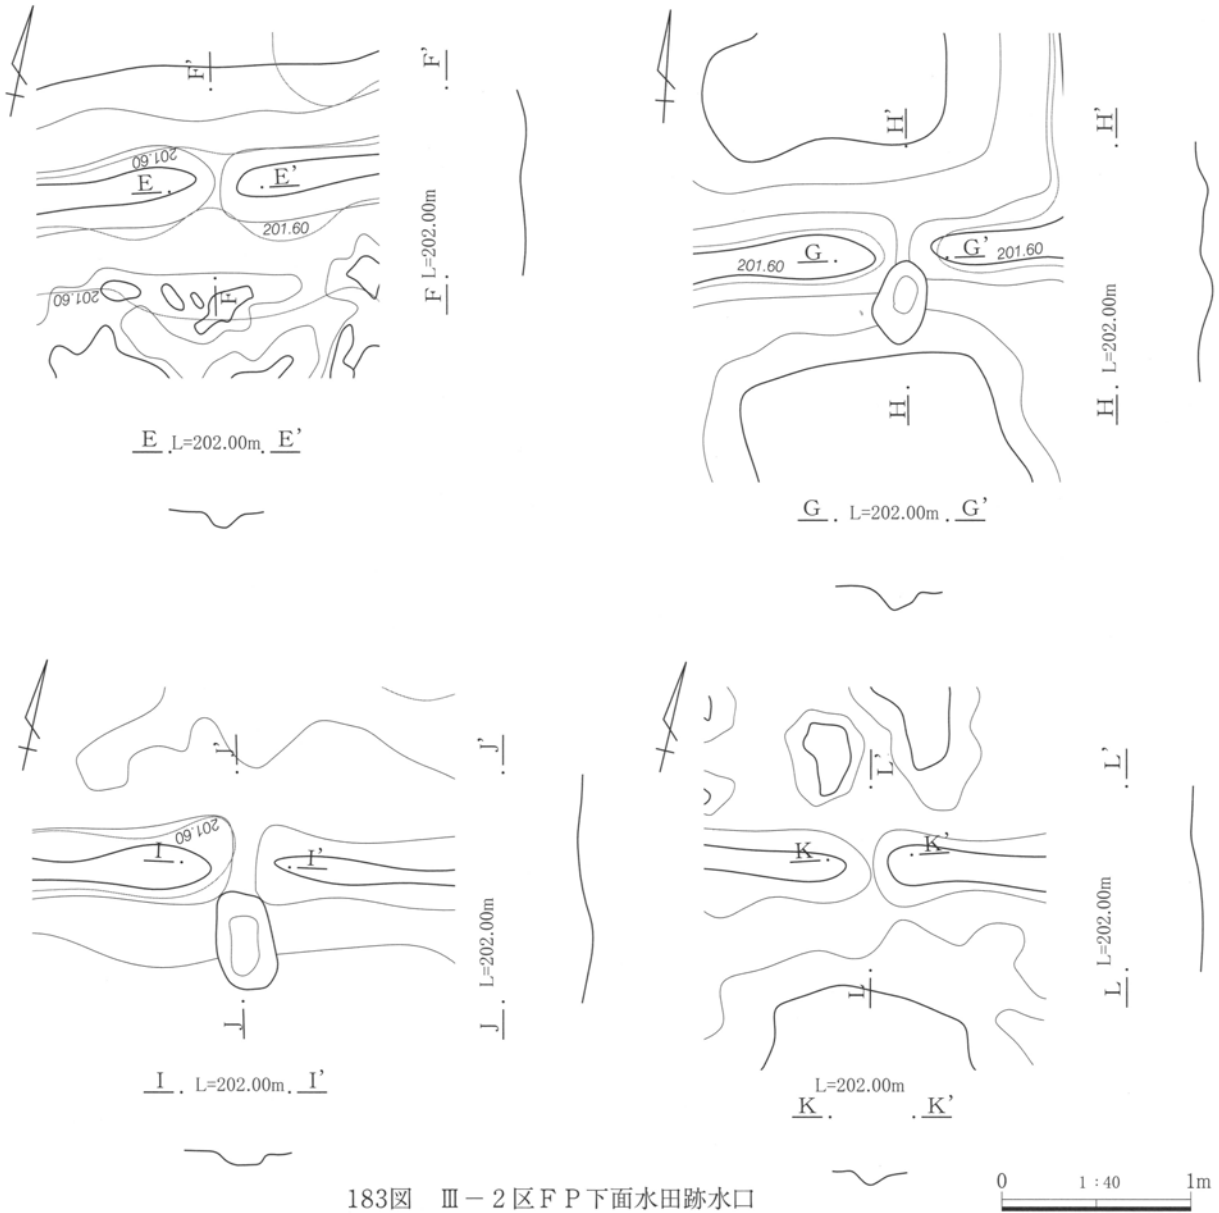 F'
F'
201.60
E
E'
201.60
L=202.00m
201.60
F
F
E L=202.00m E'
H'
H'
G
201.60
G'
201.60
L=202.00m
H
H
G L=202.00m G'
J'
J'
201.60
I
I'
L=202.00m
J
J
I L=202.00m I'
L'
L'
K
K'
L=202.00m
L
L
L=202.00m
K K'
183図 Ⅲ－2区ＦＰ下面水田跡水口
0 1：40 1m